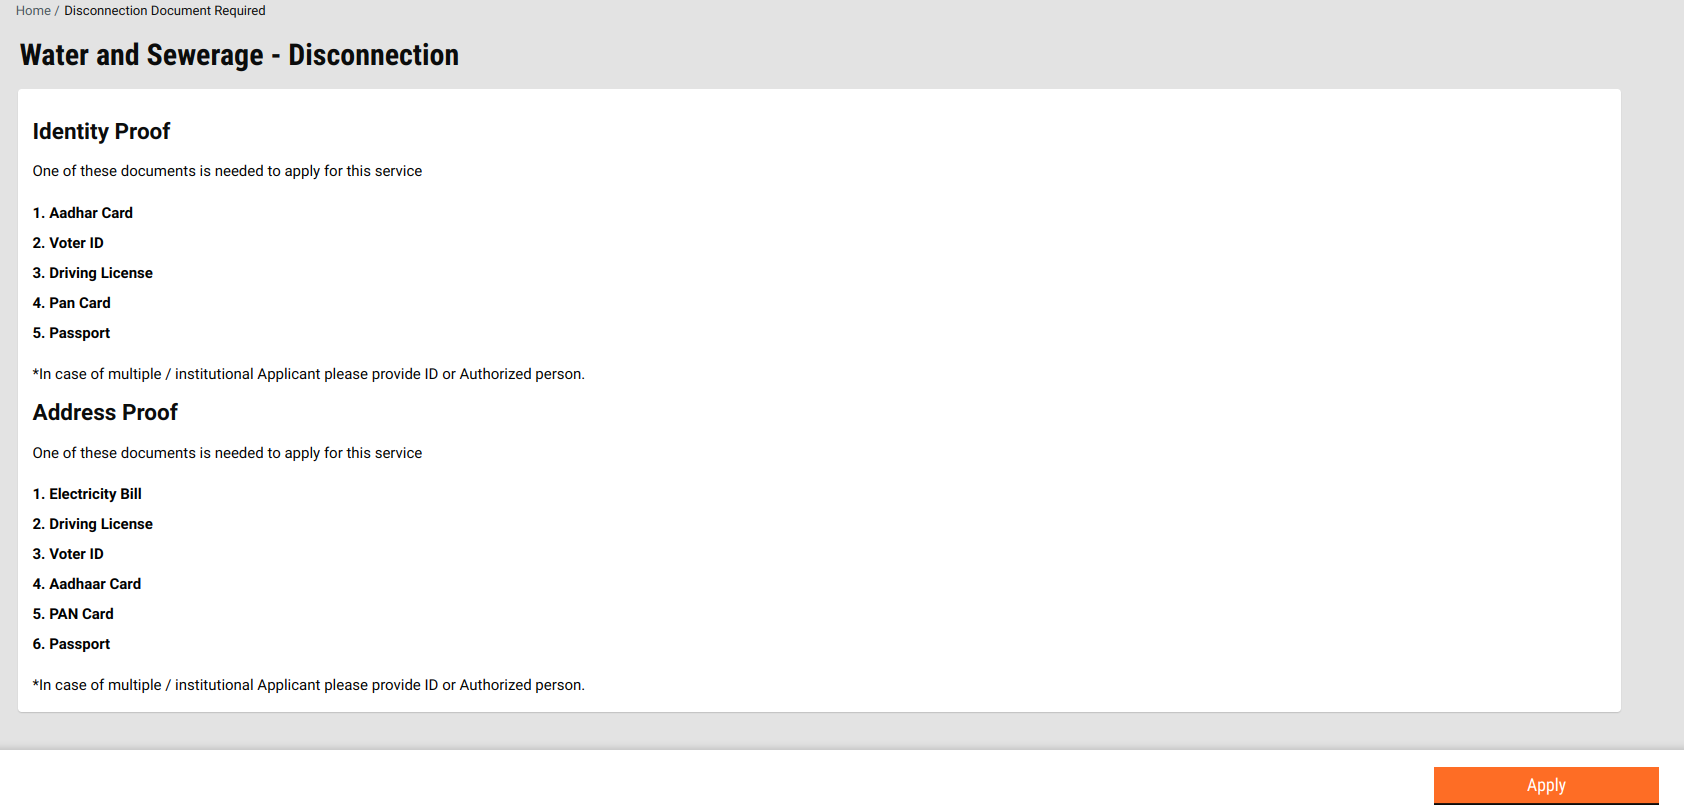 Home / Disconnection Document Required
Water and Sewerage - Disconnection
Identity Proof
One of these documents is needed to apply for this service
1. Aadhar Card
2. Voter ID
3. Driving License
4. Pan Card
5. Passport
*In case of multiple / institutional Applicant please provide ID or Authorized person.
Address Proof
One of these documents is needed to apply for this service
1. Electricity Bill
2. Driving License
3. Voter ID
4. Aadhaar Card
5. PAN Card
6. Passport
*In case of multiple / institutional Applicant please provide ID or Authorized person.
Apply